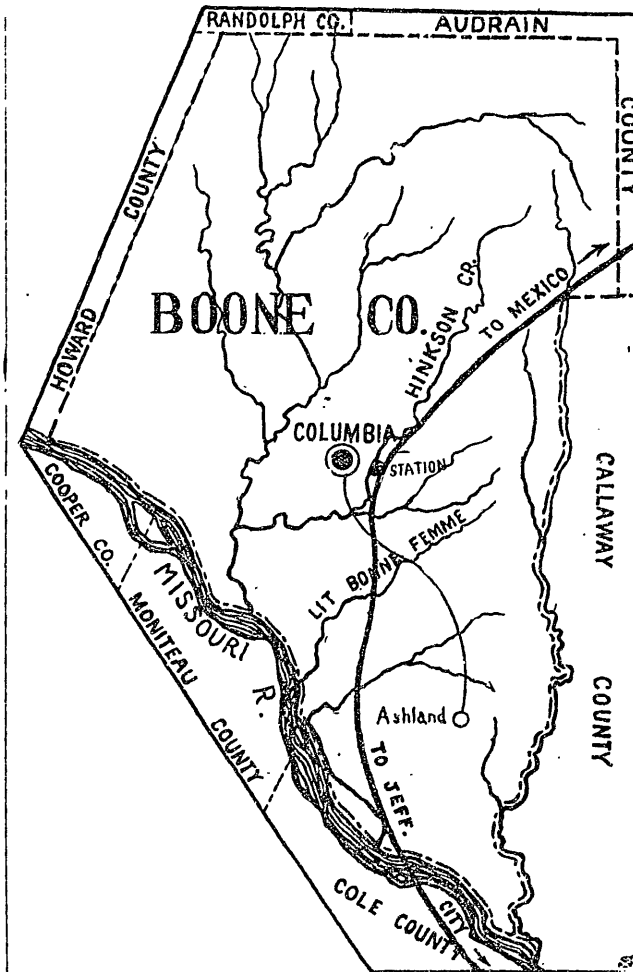 RANDOLPH CO.
AUDRAIN
COUNTY
HOWARD COUNTY
BOONE CO.
HINKSON CR.
TO MEXICO
COLUMBIA
STATION
CALLAWAY COUNTY
COOPER CO.
MISSOURI R.
LIT BONNE FEMME
MONITEAU COUNTY
Ashland
TO JEFF. CITY
COLE COUNTY